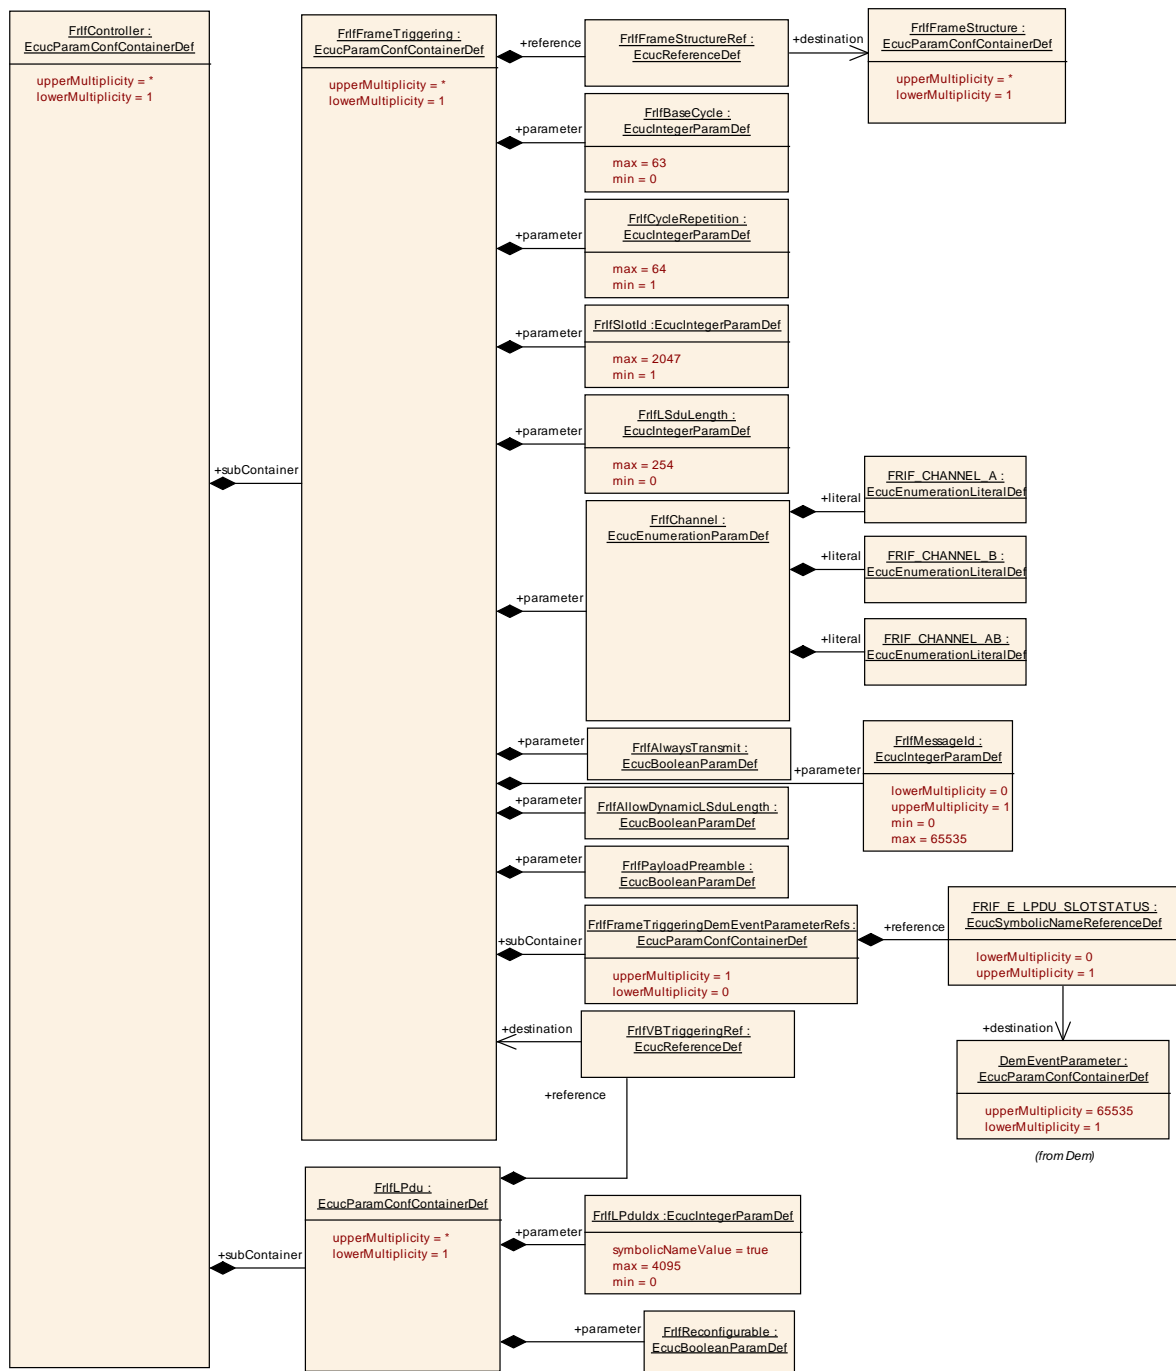 FrIfController :
EcucParamConfContainerDef
upperMultiplicity = *
lowerMultiplicity = 1
FrIfFrameTriggering :
EcucParamConfContainerDef
upperMultiplicity = *
lowerMultiplicity = 1
+reference
FrIfFrameStructureRef :
EcucReferenceDef
+destination
FrIfFrameStructure :
EcucParamConfContainerDef
upperMultiplicity = *
lowerMultiplicity = 1
+parameter
FrIfBaseCycle :
EcucIntegerParamDef
max = 63
min = 0
+parameter
FrIfCycleRepetition :
EcucIntegerParamDef
max = 64
min = 1
+parameter
FrIfSlotId :EcucIntegerParamDef
max = 2047
min = 1
+parameter
FrIfLSduLength :
EcucIntegerParamDef
max = 254
min = 0
+subContainer
+parameter
FrIfChannel :
EcucEnumerationParamDef
+literal
FRIF_CHANNEL_A :
EcucEnumerationLiteralDef
+literal
FRIF_CHANNEL_B :
EcucEnumerationLiteralDef
+literal
FRIF_CHANNEL_AB :
EcucEnumerationLiteralDef
+parameter
FrIfAlwaysTransmit :
EcucBooleanParamDef
+parameter
FrIfMessageId :
EcucIntegerParamDef
lowerMultiplicity = 0
upperMultiplicity = 1
min = 0
max = 65535
+parameter
FrIfAllowDynamicLSduLength :
EcucBooleanParamDef
+parameter
FrIfPayloadPreamble :
EcucBooleanParamDef
+subContainer
FrIfFrameTriggeringDemEventParameterRefs :
EcucParamConfContainerDef
upperMultiplicity = 1
lowerMultiplicity = 0
+reference
FRIF_E_LPDU_SLOTSTATUS :
EcucSymbolicNameReferenceDef
lowerMultiplicity = 0
upperMultiplicity = 1
+destination
DemEventParameter :
EcucParamConfContainerDef
upperMultiplicity = 65535
lowerMultiplicity = 1
(from Dem)
+destination
FrIfVBTriggeringRef :
EcucReferenceDef
+reference
+subContainer
FrIfLPdu :
EcucParamConfContainerDef
upperMultiplicity = *
lowerMultiplicity = 1
+parameter
FrIfLPduIdx :EcucIntegerParamDef
symbolicNameValue = true
max = 4095
min = 0
+parameter
FrIfReconfigurable :
EcucBooleanParamDef